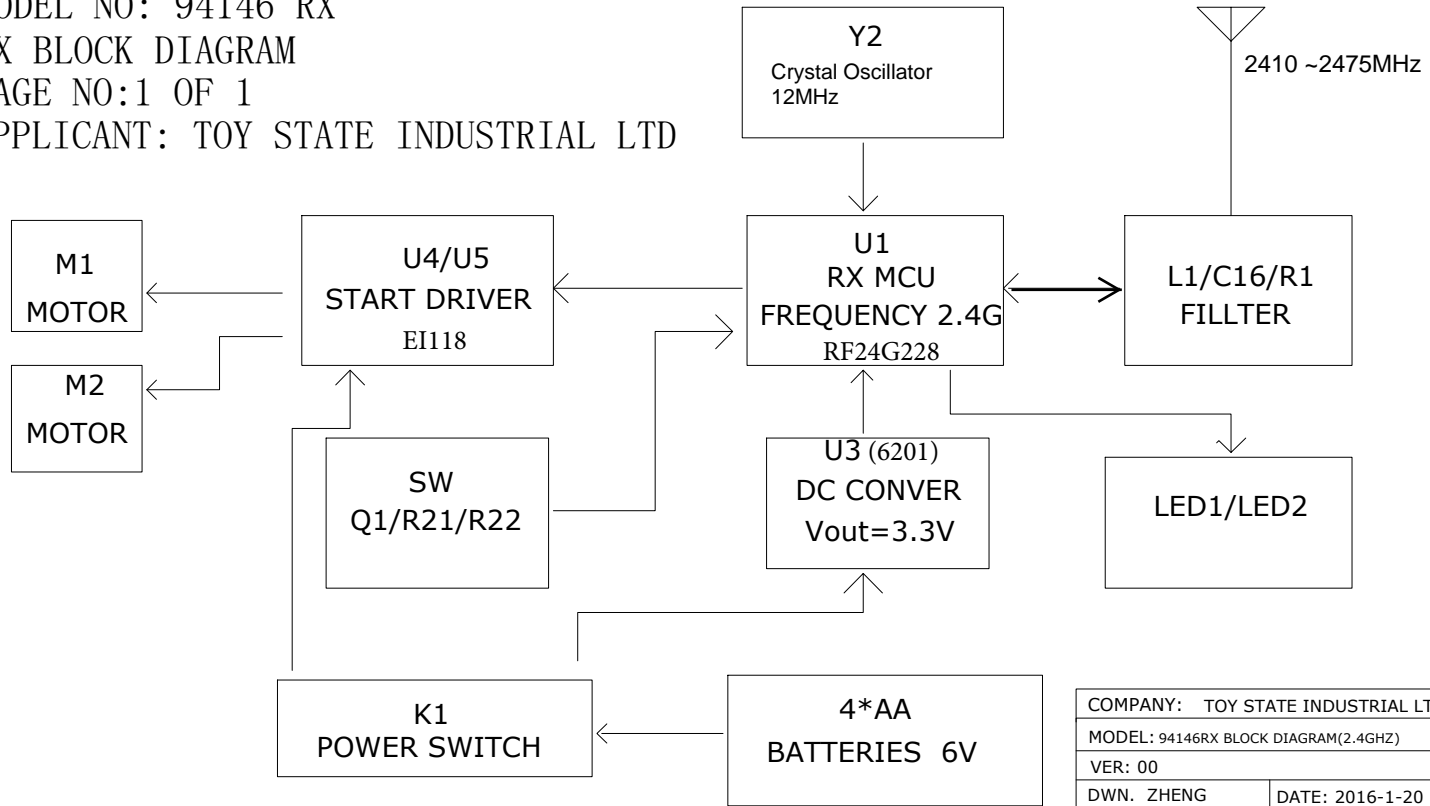 ODEL NO: 94146 RX
X BLOCK DIAGRAM
AGE NO:1 OF 1
PPLICANT: TOY STATE INDUSTRIAL LTD
Y2
Crystal Oscillator
12MHz
2410 ~2475MHz
M1
MOTOR
U4/U5
START DRIVER
EI118
U1
RX MCU
FREQUENCY 2.4G
RF24G228
L1/C16/R1
FILLTER
M2
MOTOR
SW
Q1/R21/R22
U3 (6201)
DC CONVER
Vout=3.3V
LED1/LED2
K1
POWER SWITCH
4*AA
BATTERIES 6V
COMPANY: TOY STATE INDUSTRIAL LT
MODEL: 94146RX BLOCK DIAGRAM(2.4GHZ)
VER: 00
DWN. ZHENG DATE: 2016-1-20